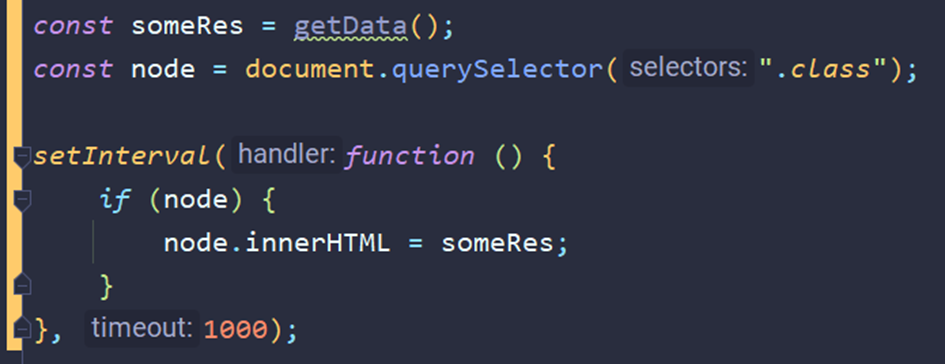 const someRes = getData();
const node = document.querySelector( selectors: ".class");
setInterval( handler: function () {
if (node) {
node.innerHTML = someRes;
}
}, timeout: 1000);